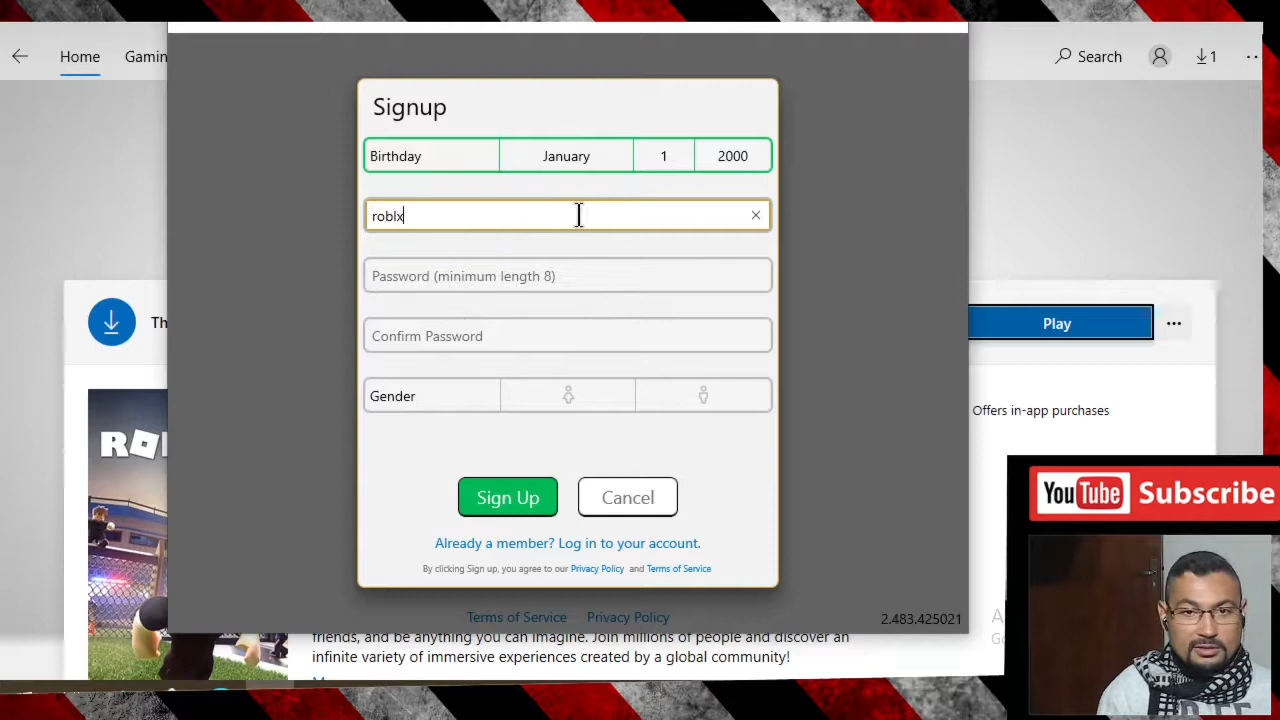 Home
Gamin
Search
1
Signup
Birthday
January
1
2000
roblx
Password (minimum length 8)
Confirm Password
Gender
Sign Up
Cancel
Already a member? Log in to your account.
By clicking Sign up, you agree to our Privacy Policy and Terms of Service
Th
Play
Offers in-app purchases
YouTube Subscribe
Terms of Service
Privacy Policy
2.483.425021
friends, and be anything you can imagine. Join millions of people and discover an
infinite variety of immersive experiences created by a global community!